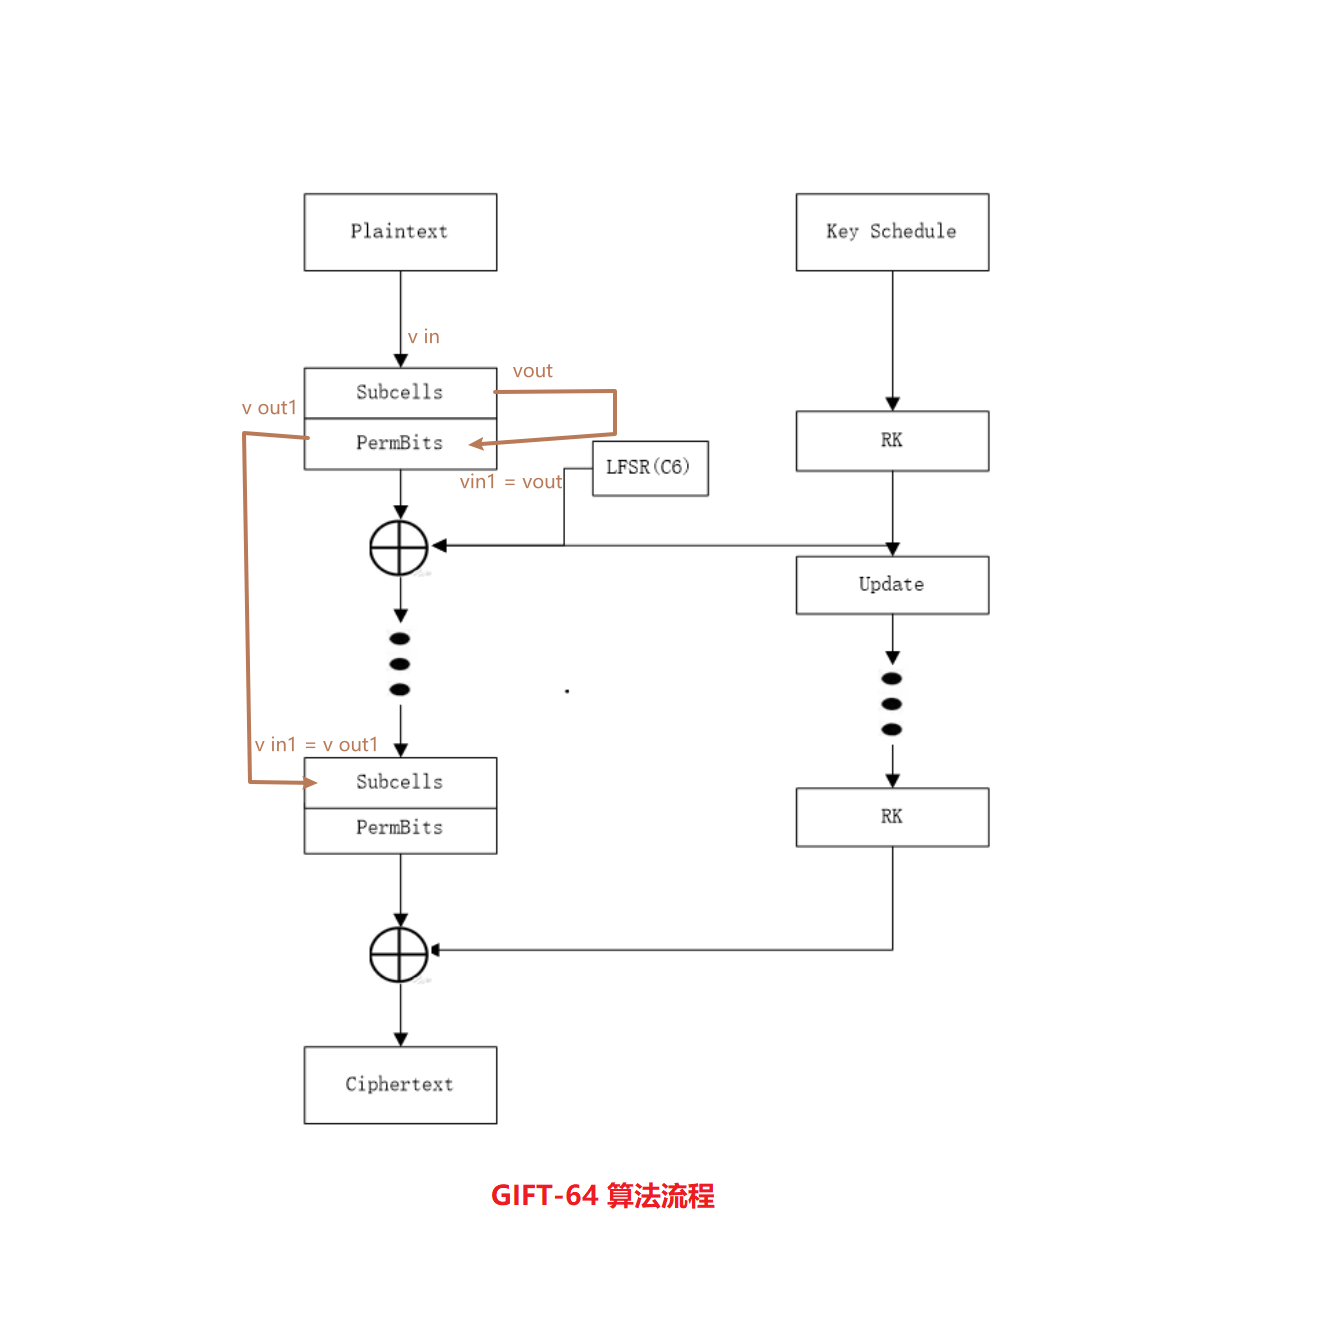 Plaintext
Key Schedule
v in
Subcells
vout
v out1
PermBits
RK
LFSR(C6)
vin1 = vout
Update
v in1 = v out1
Subcells
PermBits
RK
Ciphertext
GIFT-64 算法流程